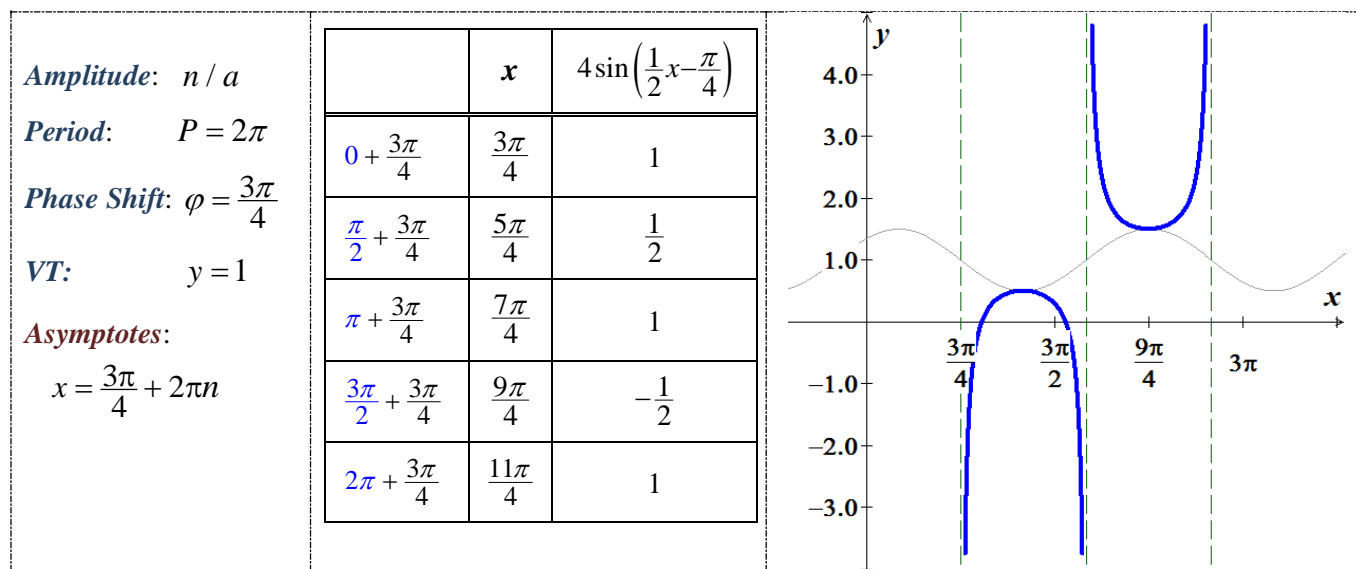 Amplitude: n / a
Period: P = 2π
Phase Shift: φ = 3π/4
VT: y = 1
Asymptotes:
x = 3π/4 + 2πn
x 4 sin(1/2 x − π/4)
0 + 3π/4 3π/4 1
π/2 + 3π/4 5π/4 1/2
π + 3π/4 7π/4 1
3π/2 + 3π/4 9π/4 −1/2
2π + 3π/4 11π/4 1
y
4.0
3.0
2.0
1.0
x
3π/4 3π/2 9π/4 3π
−1.0
−2.0
−3.0